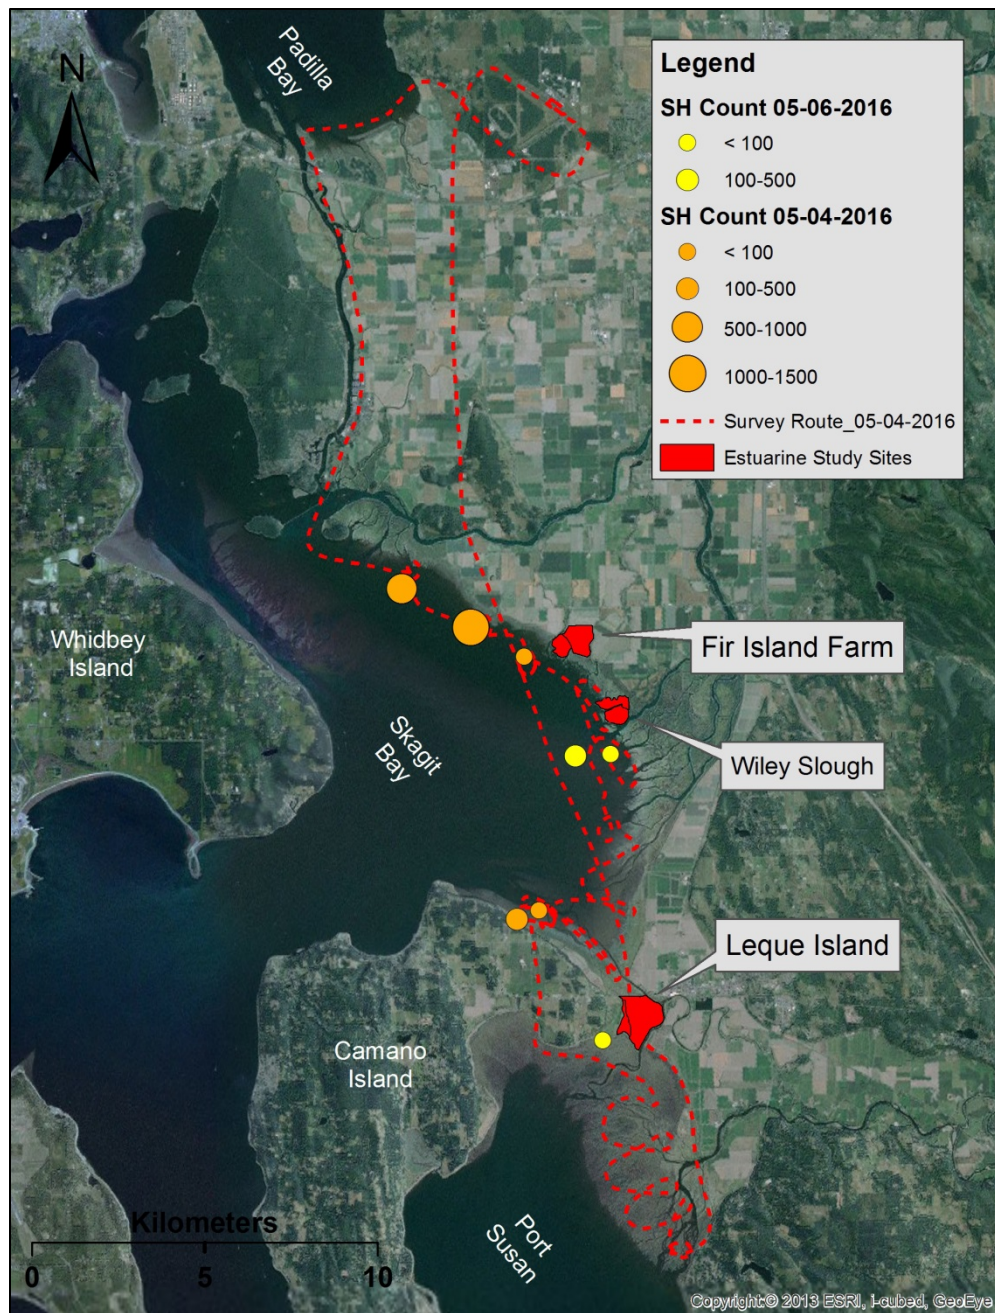 Padilla
Bay
N
Legend
SH Count 05-06-2016
< 100
100-500
SH Count 05-04-2016
< 100
100-500
500-1000
1000-1500
Survey Route_05-04-2016
Estuarine Study Sites
Whidbey
Island
Fir Island Farm
Skagit
Bay
Wiley Slough
Leque Island
Camano
Island
Port
Susan
Kilometers
0 5 10
Copyright:© 2013 ESRI, i-cubed, GeoEye